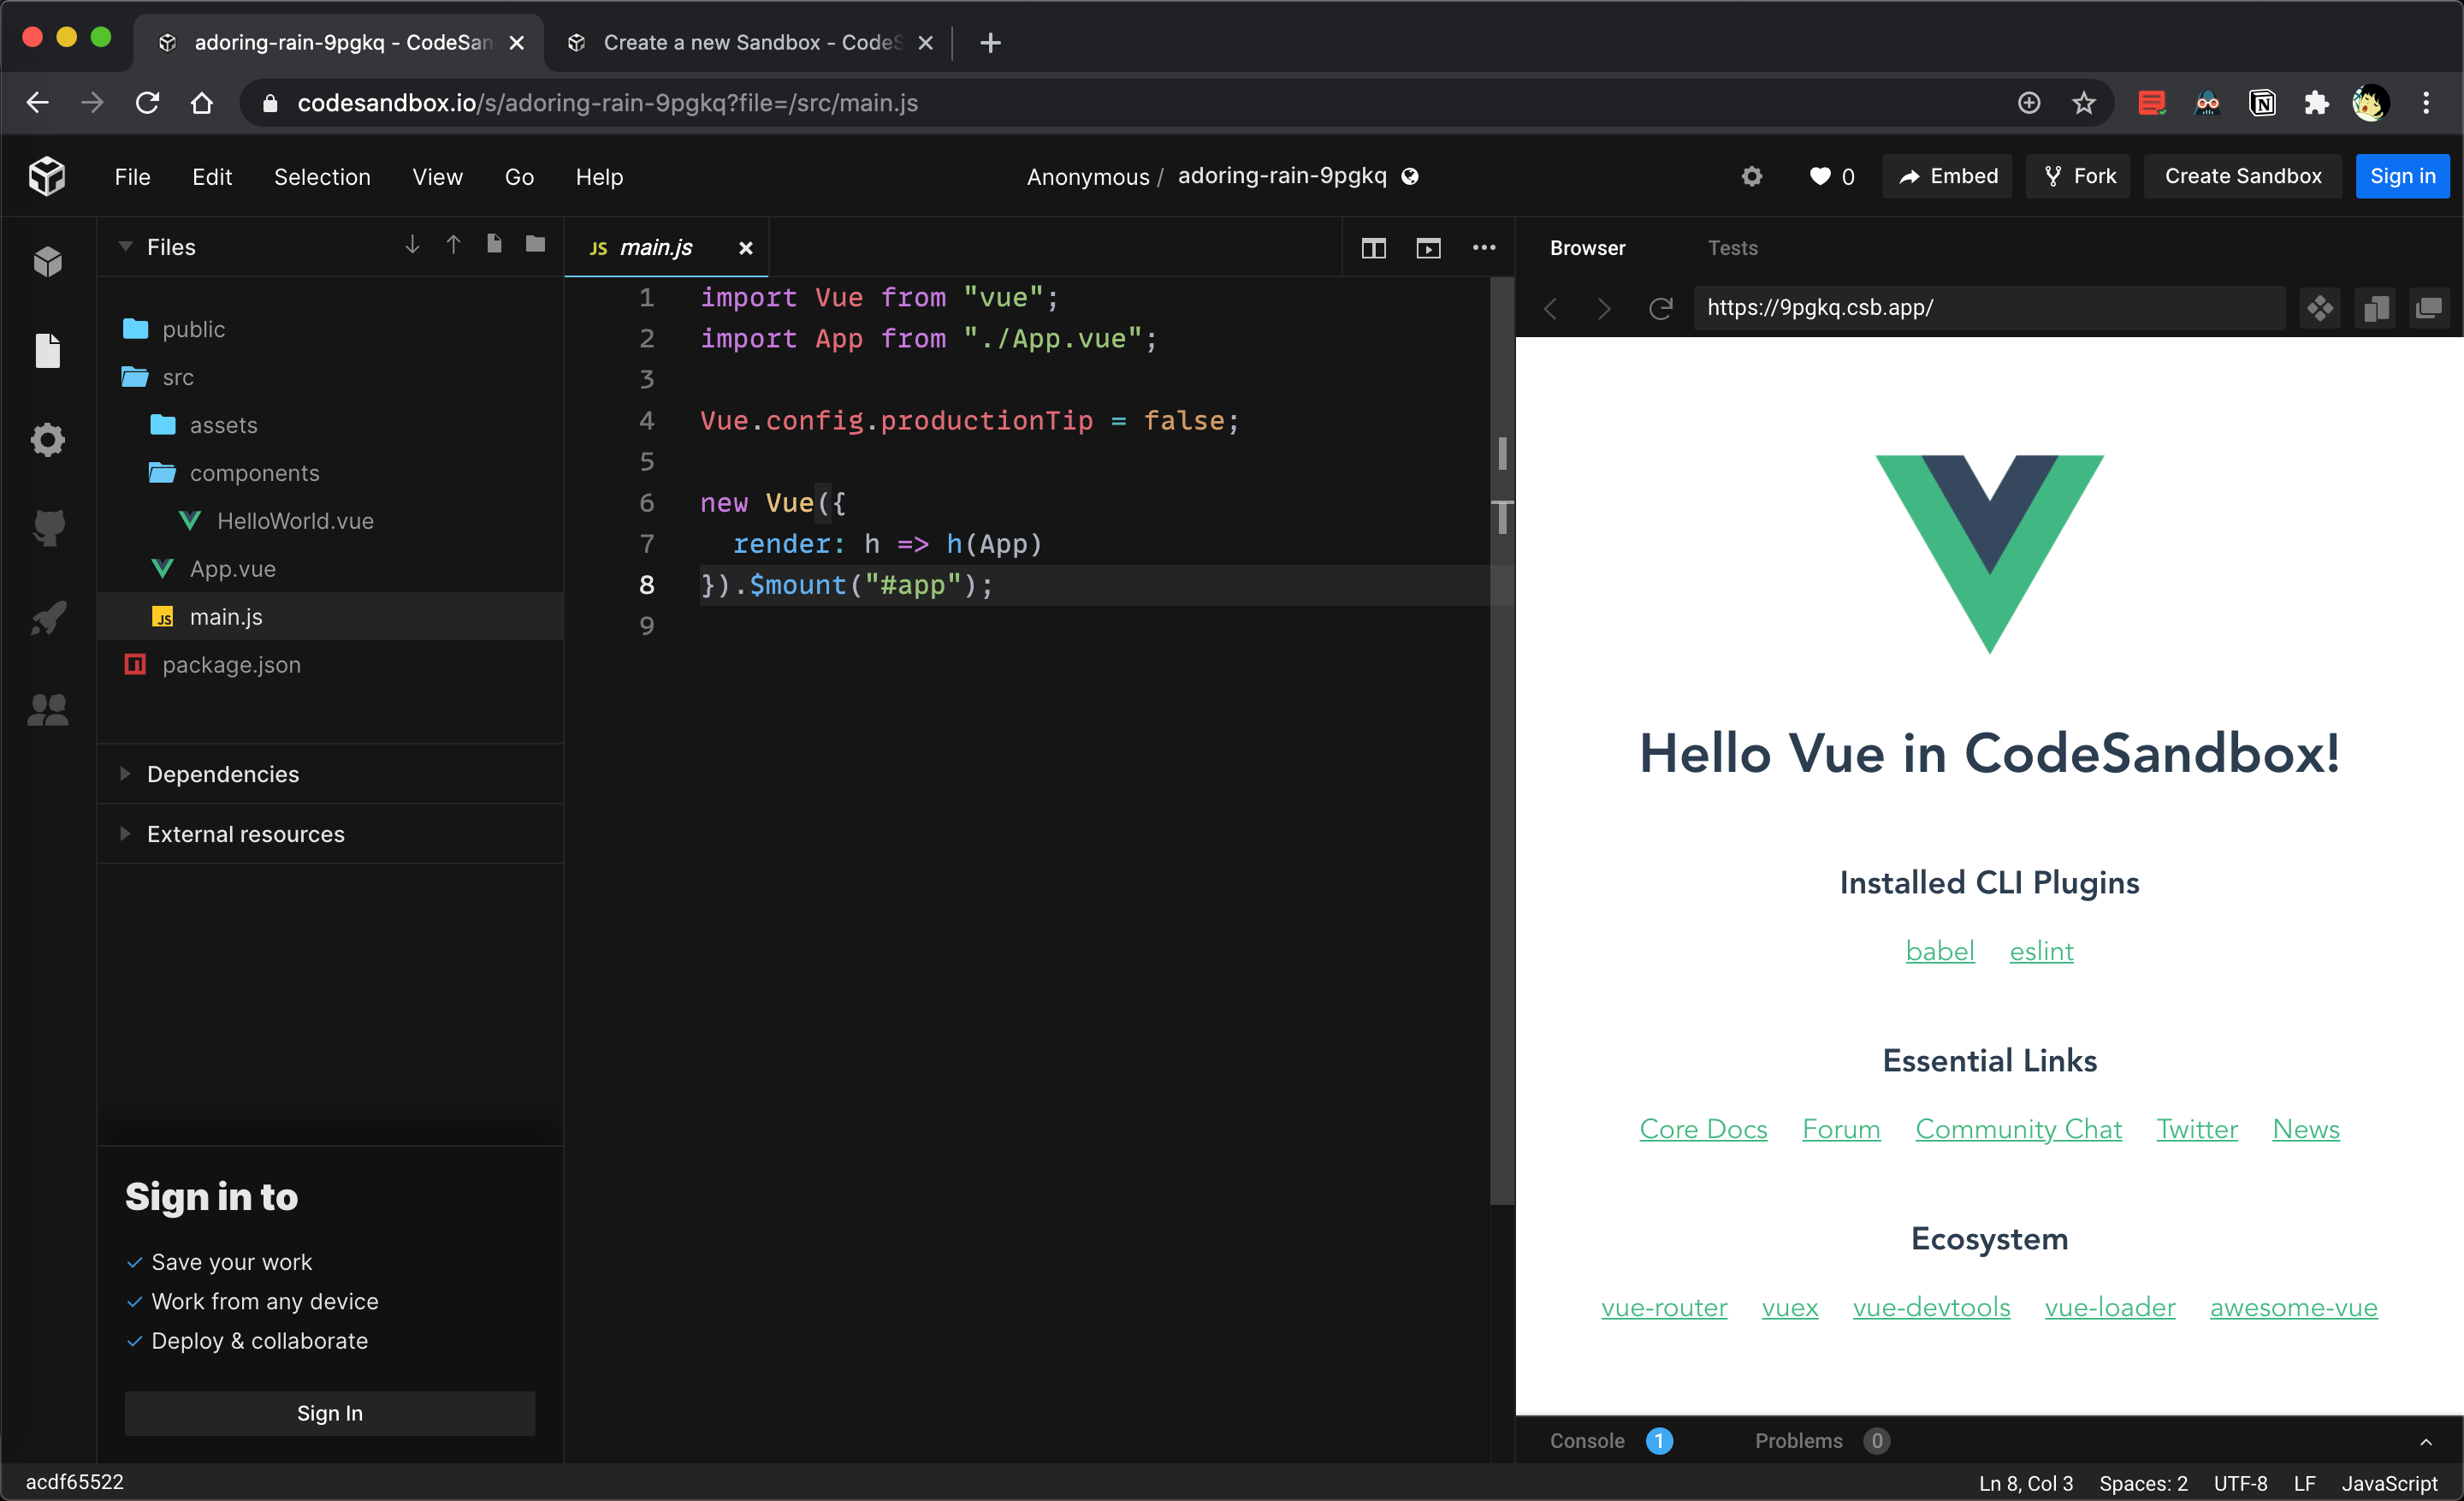 adoring-rain-9pgkq - CodeSan
Create a new Sandbox - CodeS
codesandbox.io/s/adoring-rain-9pgkq?file=/src/main.js
File Edit Selection View Go Help
Anonymous / adoring-rain-9pgkq
0
Embed
Fork
Create Sandbox
Sign in
Files
public
src
assets
components
HelloWorld.vue
App.vue
JS main.js
package.json
Dependencies
External resources
Sign in to
Save your work
Work from any device
Deploy & collaborate
Sign In
JS main.js
1 import Vue from "vue";
2 import App from "./App.vue";
3
4 Vue.config.productionTip = false;
5
6 new Vue({
7 render: h => h(App)
8 }).$mount("#app");
9
Browser Tests
https://9pgkq.csb.app/
Hello Vue in CodeSandbox!
Installed CLI Plugins
babel eslint
Essential Links
Core Docs Forum Community Chat Twitter News
Ecosystem
vue-router vuex vue-devtools vue-loader awesome-vue
Console 1 Problems 0
acdf65522
Ln 8, Col 3 Spaces: 2 UTF-8 LF JavaScript